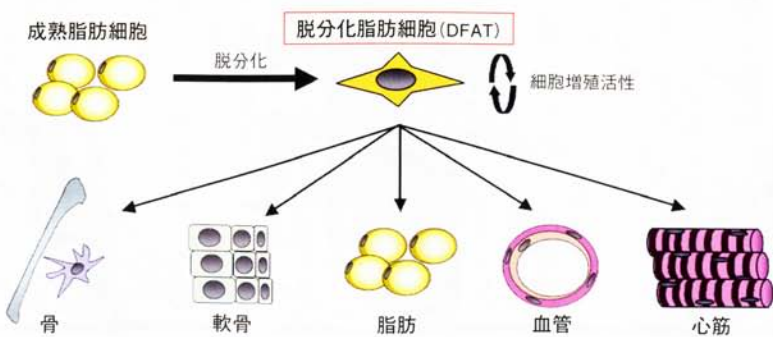 成熟脂肪細胞
脱分化脂肪細胞(DFAT)
脱分化
細胞増殖活性
骨
軟骨
脂肪
血管
心筋